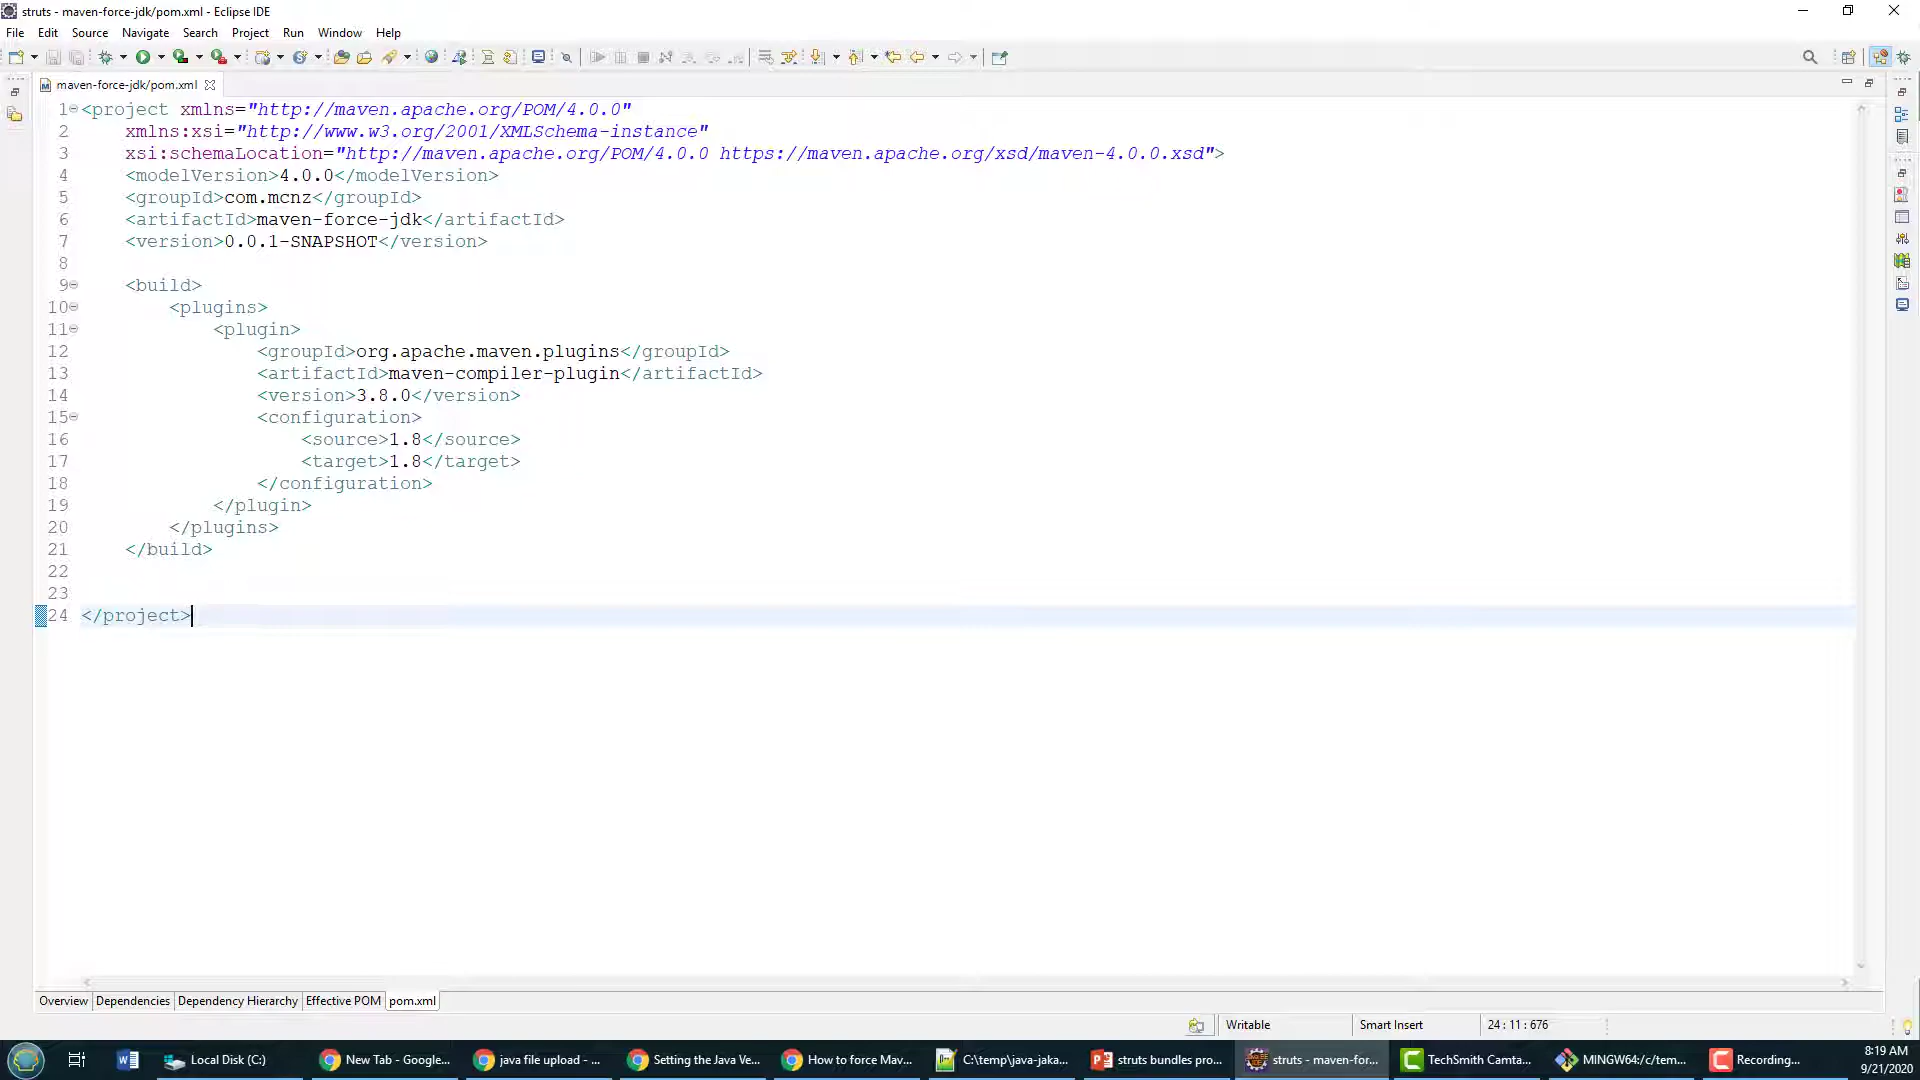 struts - maven-force-jdk/pom.xml - Eclipse IDE
File Edit Source Navigate Search Project Run Window Help
maven-force-jdk/pom.xml
1 <project xmlns="http://maven.apache.org/POM/4.0.0"
2 xmlns:xsi="http://www.w3.org/2001/XMLSchema-instance"
3 xsi:schemaLocation="http://maven.apache.org/POM/4.0.0 https://maven.apache.org/xsd/maven-4.0.0.xsd">
4 <modelVersion>4.0.0</modelVersion>
5 <groupId>com.mcnz</groupId>
6 <artifactId>maven-force-jdk</artifactId>
7 <version>0.0.1-SNAPSHOT</version>
8
9 <build>
10 <plugins>
11 <plugin>
12 <groupId>org.apache.maven.plugins</groupId>
13 <artifactId>maven-compiler-plugin</artifactId>
14 <version>3.8.0</version>
15 <configuration>
16 <source>1.8</source>
17 <target>1.8</target>
18 </configuration>
19 </plugin>
20 </plugins>
21 </build>
22
23
24 </project>
Overview Dependencies Dependency Hierarchy Effective POM pom.xml
Writable Smart Insert 24 : 11 : 676
Local Disk (C:) New Tab - Google... java file upload - ... Setting the Java Ve... How to force Mav... C:\temp\java-jaka... struts bundles pro... struts - maven-for... TechSmith Camta... MINGW64:/c/tem... Recording...
8:19 AM
9/21/2020